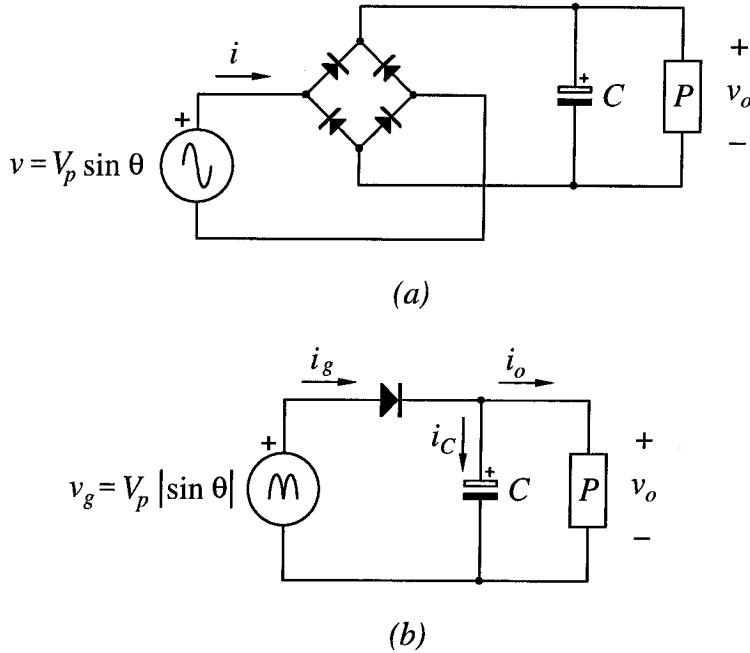 i
+
v = V_p sin θ
+
C
P
+
v_o
−
(a)
i_g
i_o
+
i_C
+
v_g = V_p |sin θ|
C
P
+
v_o
−
(b)